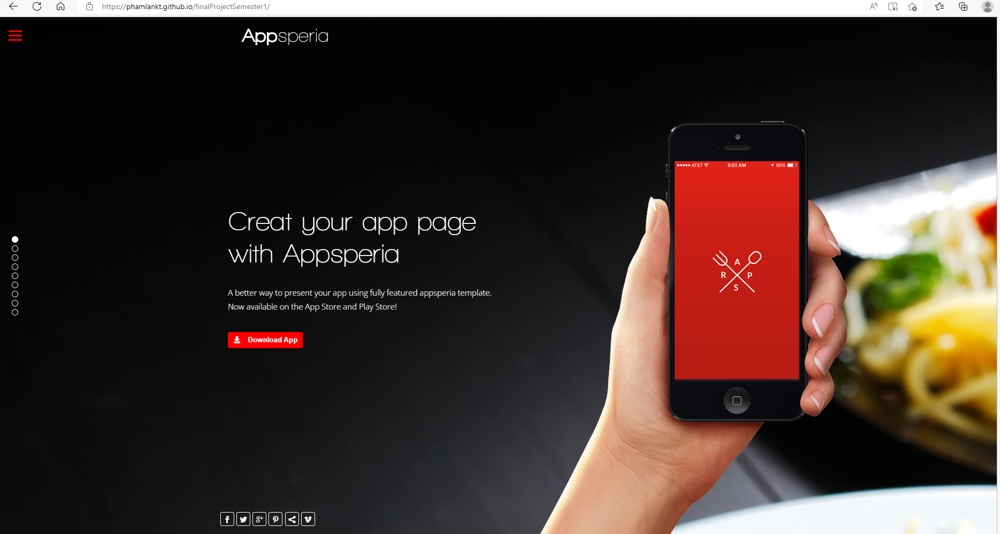 https://phamlankt.github.io/finalProjectSemester1/
Appsperia
AT&T 9:23 AM 66%
Creat your app page
with Appsperia
A
R P
S
A better way to present your app using fully featured appsperia template.
Now available on the App Store and Play Store!
Download App